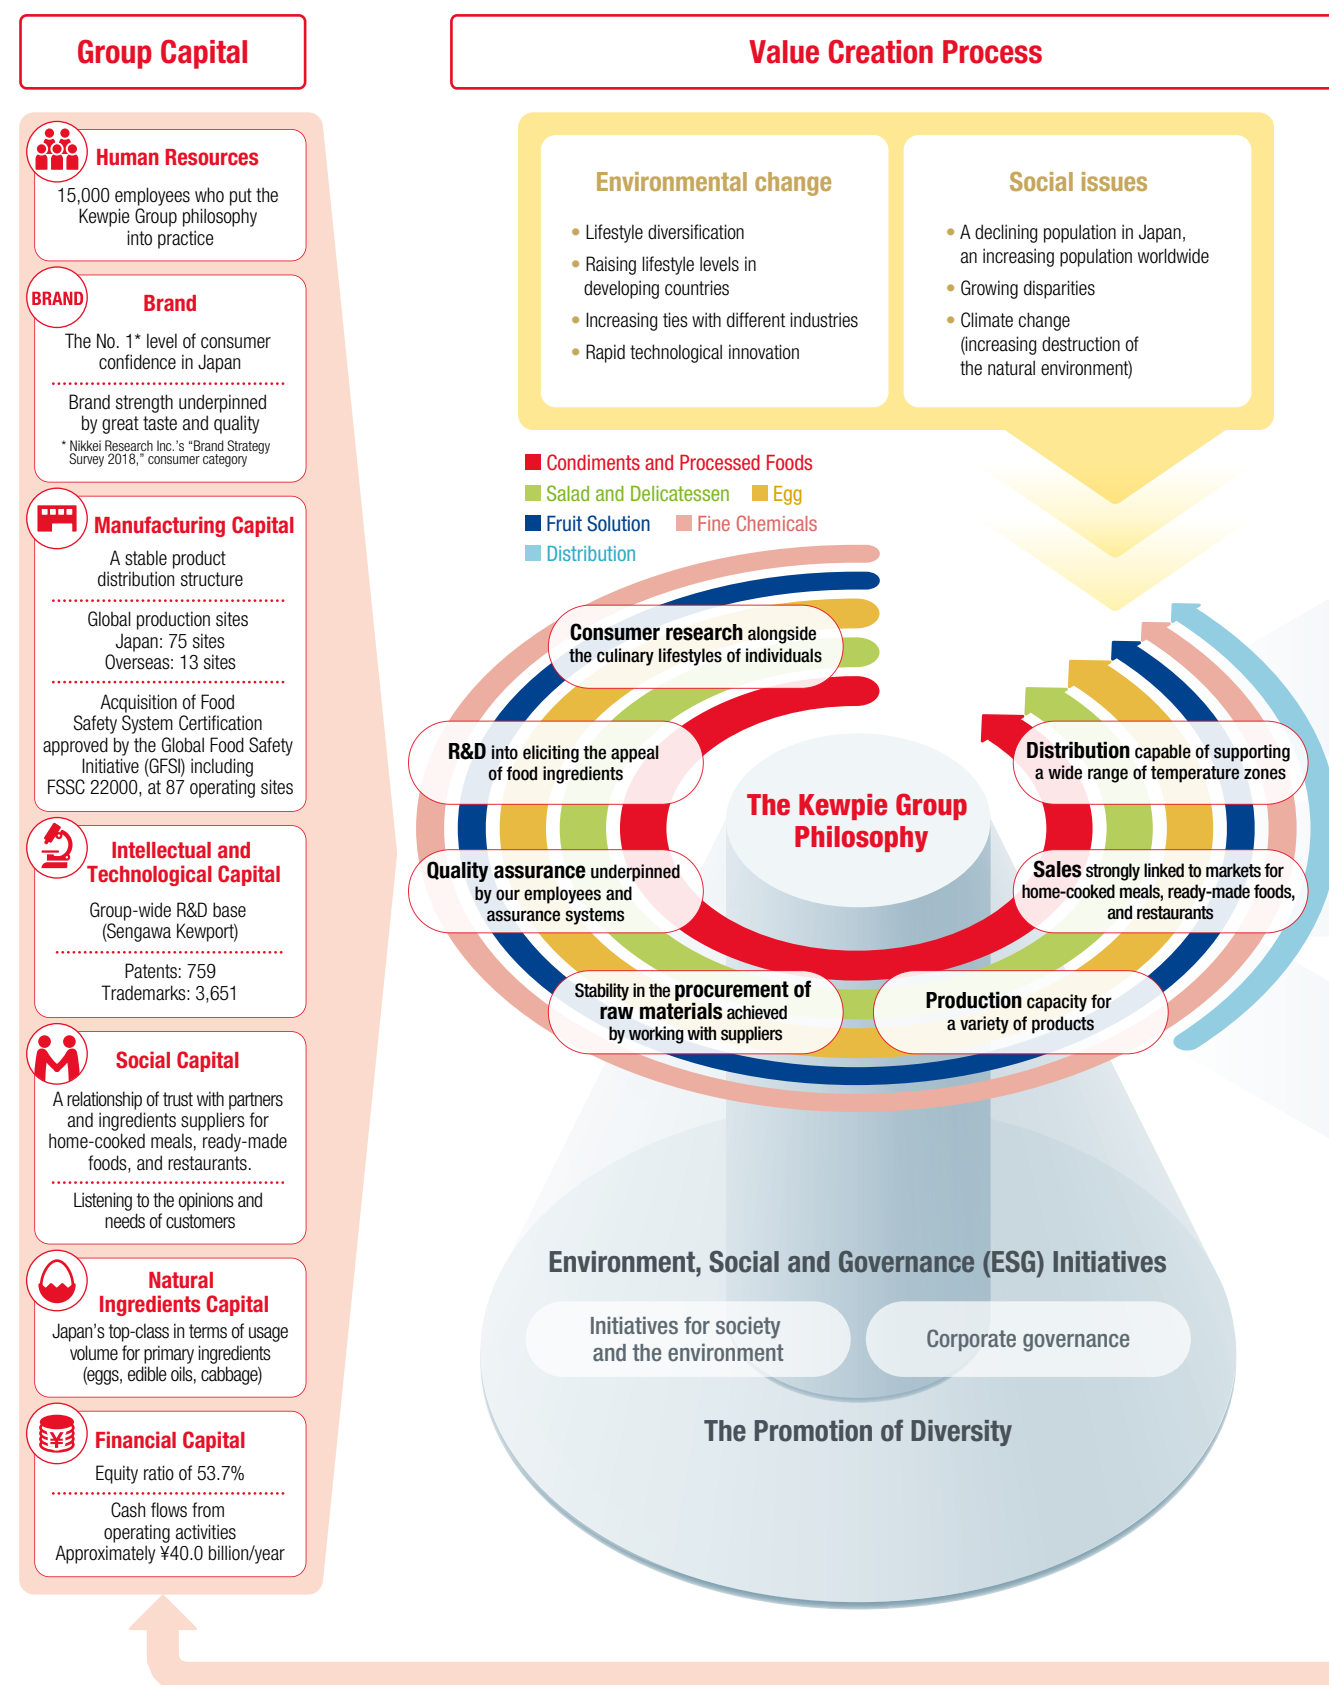 Group Capital
Human Resources
15,000 employees who put the
Kewpie Group philosophy
into practice
BRAND
Brand
The No. 1* level of consumer
confidence in Japan
Brand strength underpinned
by great taste and quality
* Nikkei Research Inc.'s “Brand Strategy
Survey 2018,” consumer category
Manufacturing Capital
A stable product
distribution structure
Global production sites
Japan: 75 sites
Overseas: 13 sites
Acquisition of Food
Safety System Certification
approved by the Global Food Safety
Initiative (GFSI) including
FSSC 22000, at 87 operating sites
Intellectual and
Technological Capital
Group-wide R&D base
(Sengawa Kewport)
Patents: 759
Trademarks: 3,651
Social Capital
A relationship of trust with partners
and ingredients suppliers for
home-cooked meals, ready-made
foods, and restaurants.
Listening to the opinions and
needs of customers
Natural
Ingredients Capital
Japan's top-class in terms of usage
volume for primary ingredients
(eggs, edible oils, cabbage)
¥
Financial Capital
Equity ratio of 53.7%
Cash flows from
operating activities
Approximately ¥40.0 billion/year
Value Creation Process
Environmental change
• Lifestyle diversification
• Raising lifestyle levels in
developing countries
• Increasing ties with different industries
• Rapid technological innovation
Social issues
• A declining population in Japan,
an increasing population worldwide
• Growing disparities
• Climate change
(increasing destruction of
the natural environment)
Condiments and Processed Foods
Salad and Delicatessen Egg
Fruit Solution Fine Chemicals
Distribution
Consumer research alongside
the culinary lifestyles of individuals
R&D into eliciting the appeal
of food ingredients
Quality assurance underpinned
by our employees and
assurance systems
Stability in the procurement of
raw materials achieved
by working with suppliers
Production capacity for
a variety of products
Sales strongly linked to markets for
home-cooked meals, ready-made foods,
and restaurants
Distribution capable of supporting
a wide range of temperature zones
The Kewpie Group
Philosophy
Environment, Social and Governance (ESG) Initiatives
Initiatives for society
and the environment
Corporate governance
The Promotion of Diversity